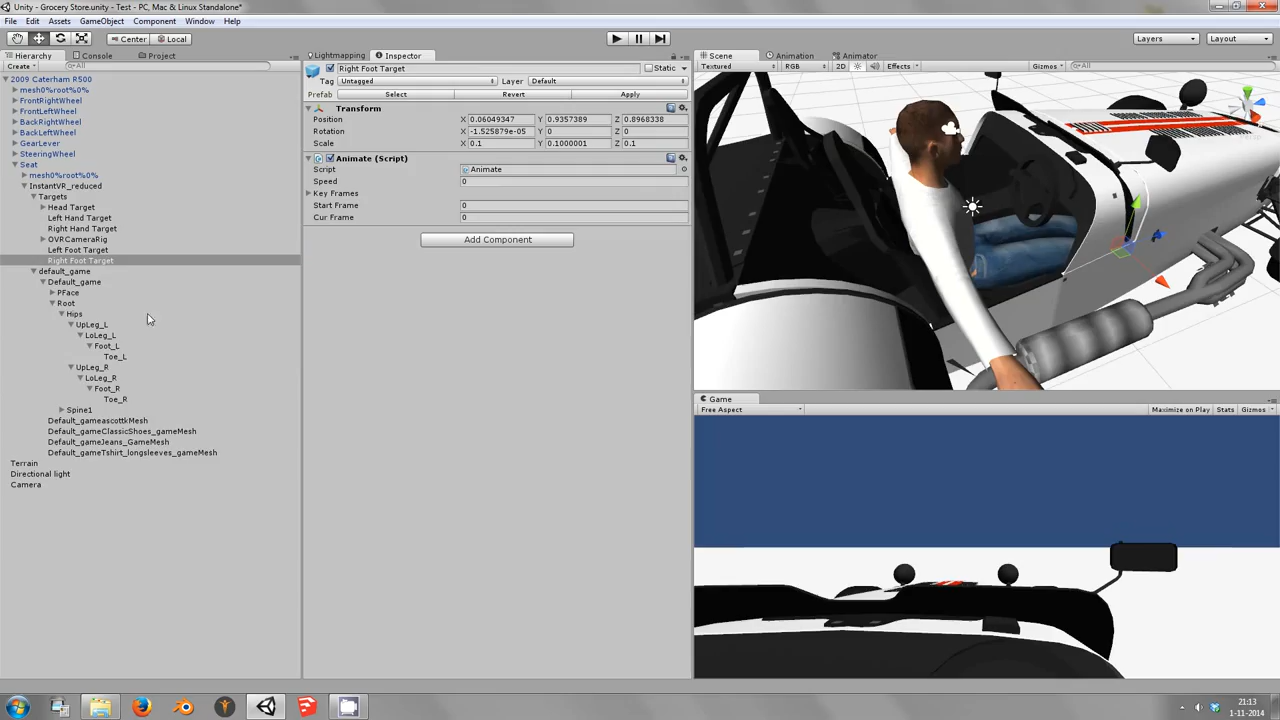 Unity - Grocery Store.unity - Test - PC, Mac & Linux Standalone*
File Edit Assets GameObject Component Window Help
Center Local Layers Layout
Hierarchy Console Project
Create All
2009 Caterham R500
mesh0%root%0%
FrontRightWheel
FrontLeftWheel
BackRightWheel
BackLeftWheel
GearLever
SteeringWheel
Seat
mesh0%root%0%
InstantVR_reduced
Targets
Head Target
Left Hand Target
Right Hand Target
OVRCameraRig
Left Foot Target
Right Foot Target
default_game
Default_game
PFace
Root
Hips
UpLeg_L
LoLeg_L
Foot_L
Toe_L
UpLeg_R
LoLeg_R
Foot_R
Toe_R
Spine1
Default_gameascottkMesh
Default_gameClassicShoes_gameMesh
Default_gameJeans_GameMesh
Default_gameTshirt_longsleeves_gameMesh
Terrain
Directional light
Camera
Lightmapping Inspector
Right Foot Target Static
Tag Untagged Layer Default
Prefab Select Revert Apply
Transform
Position X 0.06049347 Y 0.9357389 Z 0.8968338
Rotation X -1.525879e-05 Y 0 Z 0
Scale X 0.1 Y 0.1000001 Z 0.1
Animate (Script)
Script Animate
Speed 0
Key Frames
Start Frame 0
Cur Frame 0
Add Component
Scene Animation Animator
Textured RGB 2D Effects Gizmos All
Game
Free Aspect Maximize on Play Stats Gizmos
21:13
1-11-2014